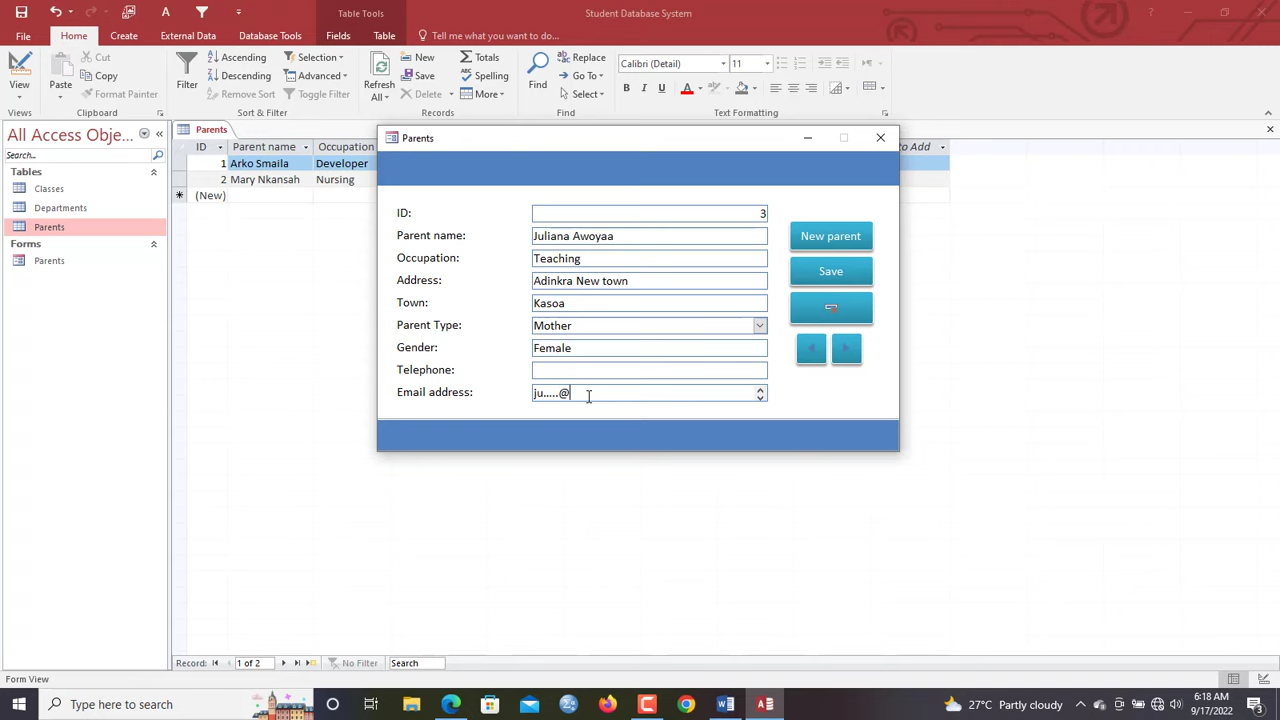 Table Tools
Student Database System
File Home Create External Data Database Tools Fields Table Tell me what you want to do...
View
Paste
Cut
Copy
Format Painter
Clipboard
Filter
Ascending
Descending
Remove Sort
Selection
Advanced
Toggle Filter
Sort & Filter
Refresh All
New
Save
Delete
Totals
Spelling
More
Records
Find
Replace
Go To
Select
Find
Calibri (Detail) 11
B I U A
Text Formatting
All Access Obje...
Search...
Tables
Classes
Departments
Parents
Forms
Parents
Parents
ID Parent name Occupation to Add
1 Arko Smaila Developer
2 Mary Nkansah Nursing
(New)
Parents
ID: 3
Parent name: Juliana Awoyaa
Occupation: Teaching
Address: Adinkra New town
Town: Kasoa
Parent Type: Mother
Gender: Female
Telephone:
Email address: ju.....@
New parent
Save
Record: 1 of 2 No Filter Search
Form View
Type here to search
27°C Partly cloudy
6:18 AM
9/17/2022